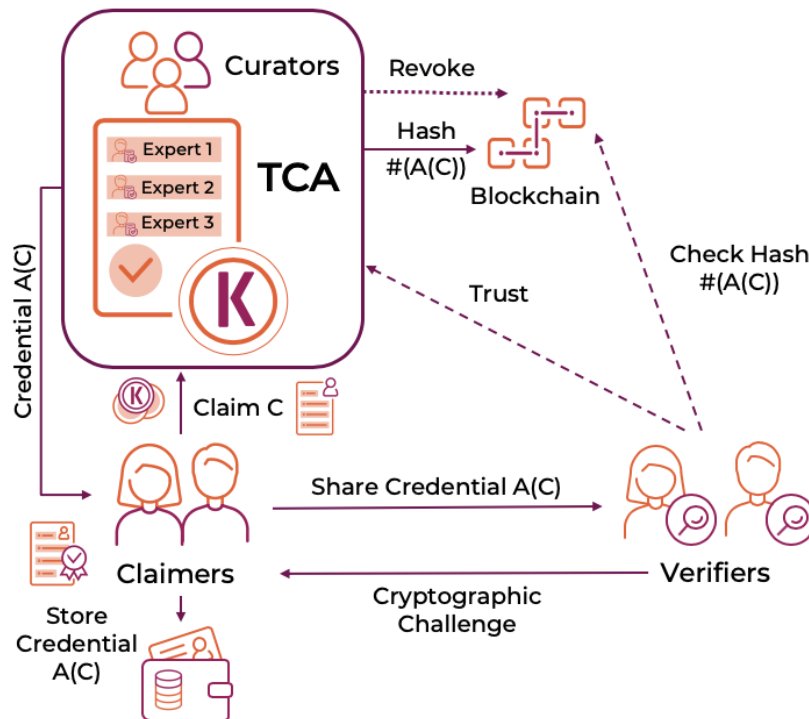 Curators
Revoke
Expert 1
Expert 2
Expert 3
TCA
K
Hash
#(A(C))
Blockchain
Check Hash
#(A(C))
Trust
Credential A(C)
K
Claim C
Share Credential A(C)
Claimers
Verifiers
Cryptographic
Challenge
Store
Credential
A(C)